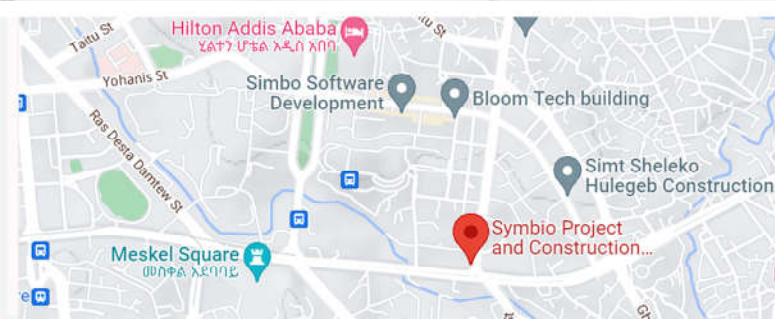 Taitu St
Hilton Addis Ababa
ሂልተን ሆቴል አዲስ አበባ
Yohanis St
Simbo Software
Development
Bloom Tech building
Ras Desta Damtew St
Simt Sheleko
Hulegeb Construction
Symbio Project
and Construction...
Meskel Square
መስቀል አደባባይ